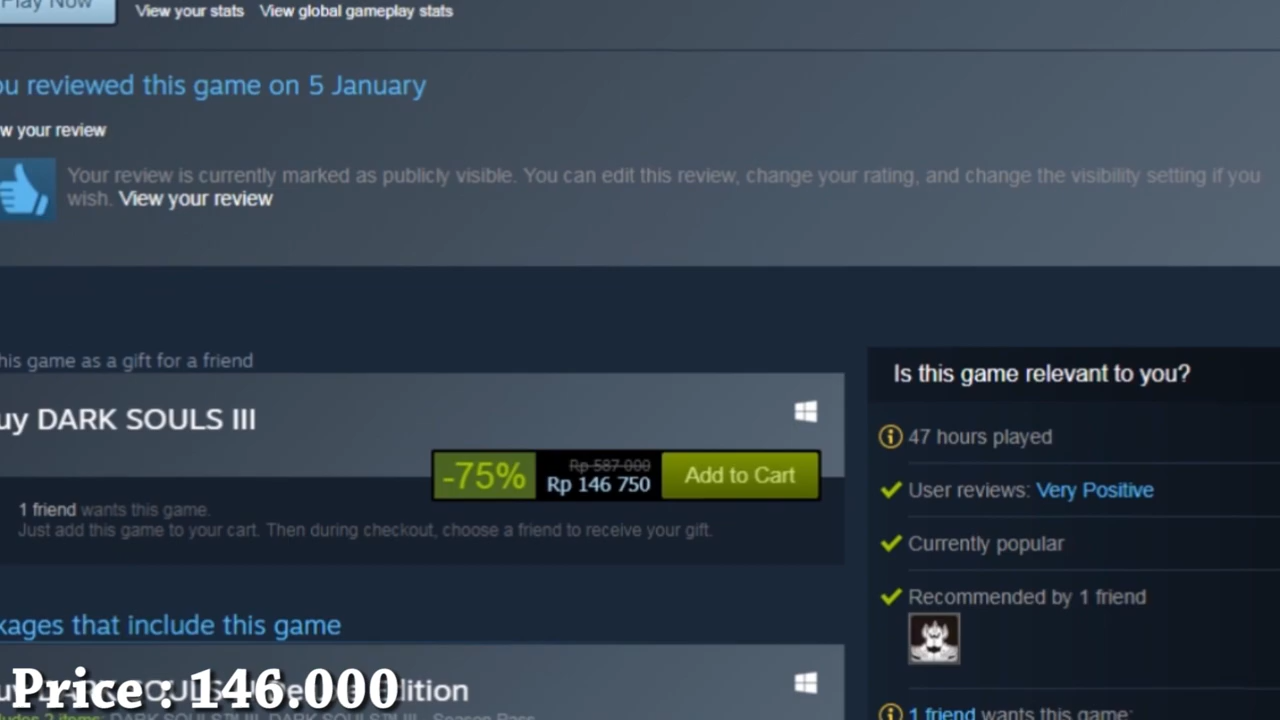 Play Now
View your stats View global gameplay stats
ou reviewed this game on 5 January
w your review
Your review is currently marked as publicly visible. You can edit this review, change your rating, and change the visibility setting if you
wish. View your review
his game as a gift for a friend
uy DARK SOULS III
-75%
Rp 587 000
Rp 146 750
Add to Cart
1 friend wants this game.
Just add this game to your cart. Then during checkout, choose a friend to receive your gift.
Is this game relevant to you?
47 hours played
User reviews: Very Positive
Currently popular
Recommended by 1 friend
1 friend wants this game:
kages that include this game
Price : 146.000